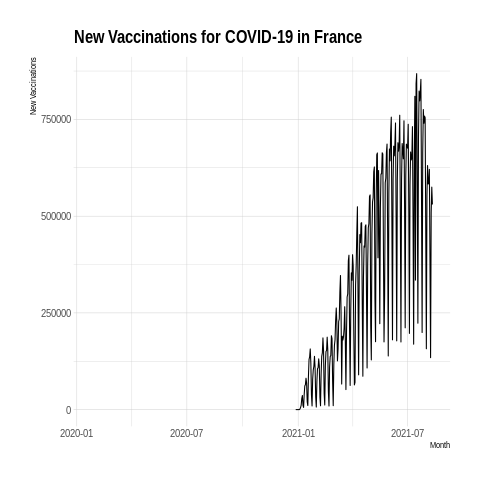 New Vaccinations for COVID-19 in France
New Vaccinations
750000
500000
250000
0
2020-01 2020-07 2021-01 2021-07
Month